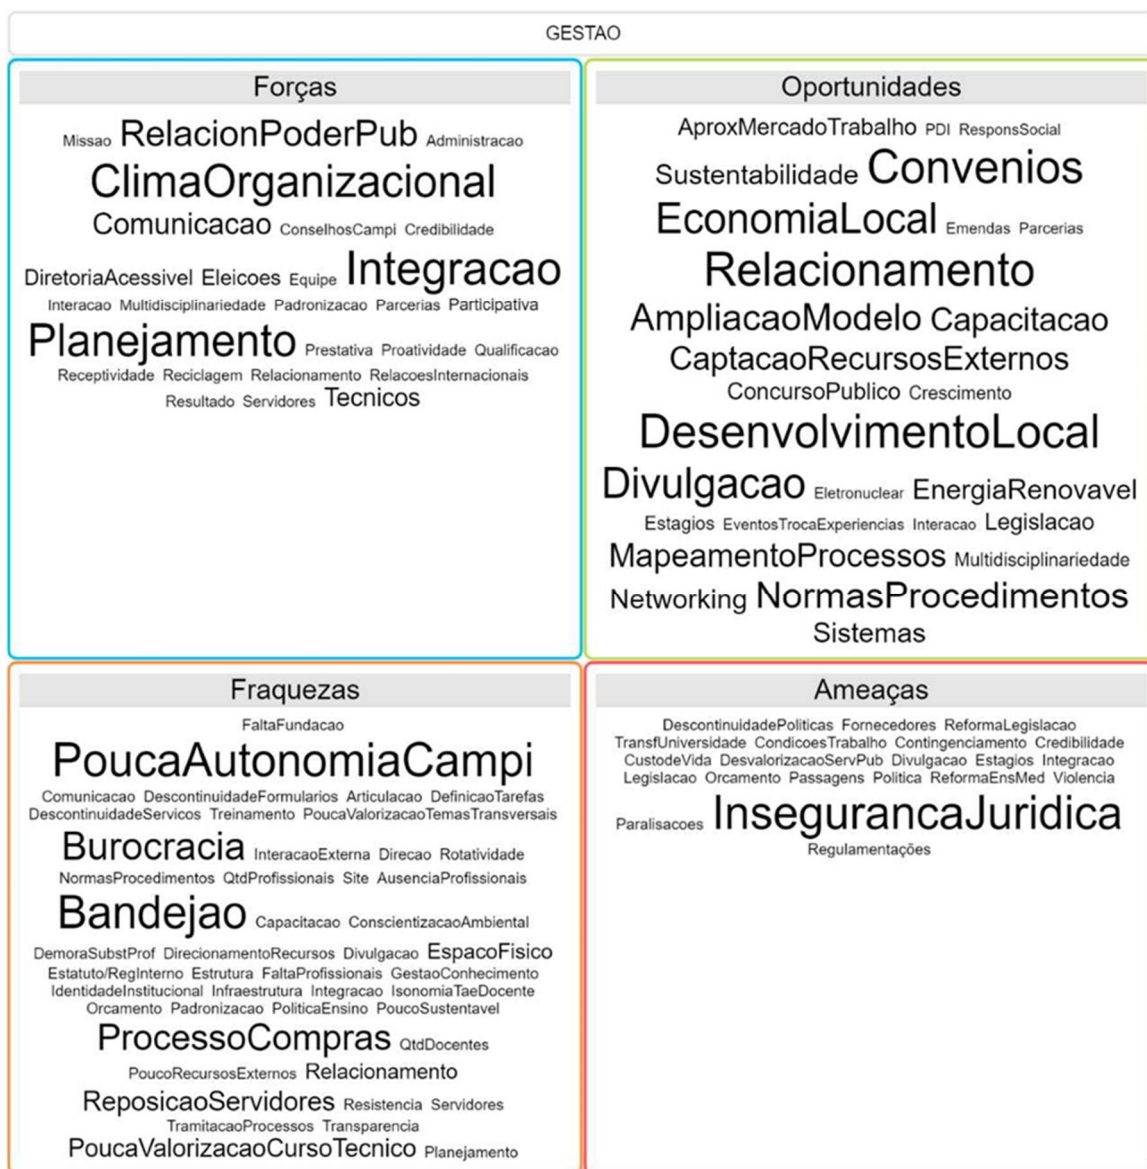 GESTAO
Forças
Missao RelacionPoderPub Administracao
ClimaOrganizacional
Comunicacao ConselhosCampi Credibilidade
DiretoriaAcessivel Eleicoes Equipe Integracao
Interacao Multidisciplinariedade Padronizacao Parcerias Participativa
Planejamento Prestativa Proatividade Qualificacao
Receptividade Reciclagem Relacionamento RelacoesInternacionais
Resultado Servidores Tecnicos
Oportunidades
AproxMercadoTrabalho PDI ResponsSocial
Sustentabilidade Convenios
EconomiaLocal Emendas Parcerias
Relacionamento
AmpliacaoModelo Capacitacao
CaptacaoRecursosExternos
ConcursoPublico Crescimento
DesenvolvimentoLocal
Divulgacao Eletronuclear EnergiaRenovavel
Estagios EventosTrocaExperiencias Interacao Legislacao
MapeamentoProcessos Multidisciplinariedade
Networking NormasProcedimentos
Sistemas
Fraquezas
FaltaFundacao
PoucaAutonomiaCampi
Comunicacao DescontinuidadeFormularios Articulacao DefinicaoTarefas
DescontinuidadeServicos Treinamento PoucaValorizacaoTemasTransversais
Burocracia InteracaoExterna Direcao Rotatividade
NormasProcedimentos QtdProfissionais Site AusenciaProfissionais
Bandejao Capacitacao ConscientizacaoAmbiental
DemoraSubstProf DirecionamentoRecursos Divulgacao EspacoFisico
Estatuto/RegInterno Estrutura FaltaProfissionais GestaoConhecimento
IdentidadeInstitucional Infraestrutura Integracao IsonomiaTaeDocente
Orcamento Padronizacao PoliticaEnsino PoucoSustentavel
ProcessoCompras QtdDocentes
PoucoRecursosExternos Relacionamento
ReposicaoServidores Resistencia Servidores
TramitacaoProcessos Transparencia
PoucaValorizacaoCursoTecnico Planejamento
Ameaças
DescontinuidadePoliticas Fornecedores ReformaLegislacao
TransfUniversidade CondicoesTrabalho Contingenciamento Credibilidade
CustodeVida DesvalorizacaoServPub Divulgacao Estagios Integracao
Legislacao Orcamento Passagens Politica ReformaEnsMed Violencia
Paralisacoes InsegurancaJuridica
Regulamentações